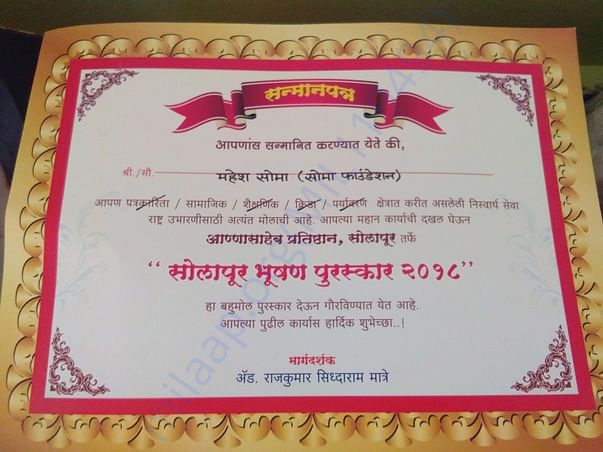 सन्मानपत्र
आपणांस सन्मानित करण्यात येते की,
श्री./सौ. महेश सोमा (सोमा फाउंडेशन)
आपण पत्रकारिता / सामाजिक / शैक्षणिक / क्रिडा / पर्यावरण क्षेत्रात करीत असलेली निस्वार्थ सेवा
राष्ट्र उभारणीसाठी अत्यंत मोलाची आहे. आपल्या महान कार्याची दखल घेऊन
आण्णासाहेब प्रतिष्ठान, सोलापूर तर्फे
“ सोलापूर भूषण पुरस्कार २०१८”
हा बहुमोल पुरस्कार देऊन गौरविण्यात येत आहे.
आपल्या पुढील कार्यास हार्दिक शुभेच्छा..!
मार्गदर्शक
ॲड. राजकुमार सिध्दाराम मात्रे